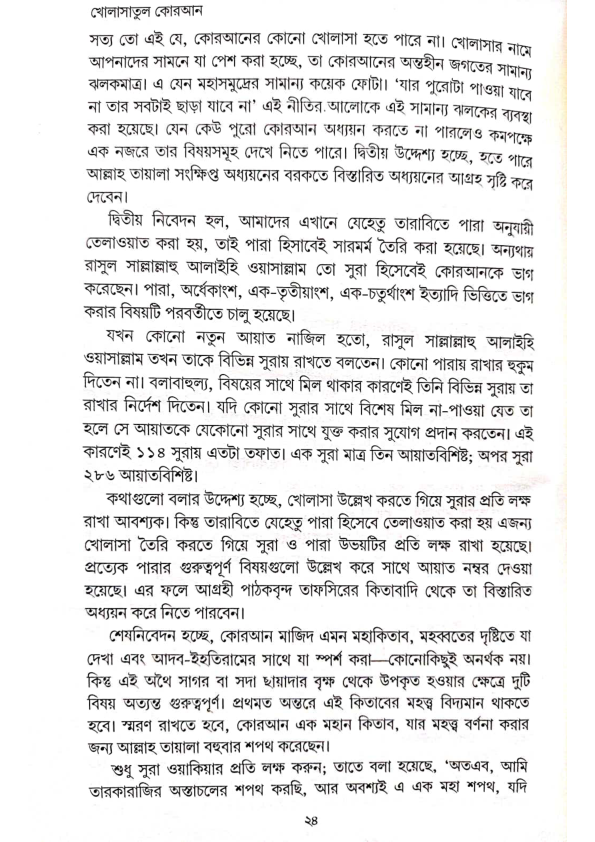 খোলাসাতুল কোরআন
সত্য তো এই যে, কোরআনের কোনো খোলাসা হতে পারে না। খোলাসার নামে
আপনাদের সামনে যা পেশ করা হচ্ছে, তা কোরআনের অন্তহীন জগতের সামান্য
ঝলকমাত্র। এ যেন মহাসমুদ্রের সামান্য কয়েক ফোটা। ‘যার পুরোটা পাওয়া যাবে
না তার সবটাই ছাড়া যাবে না’ এই নীতির আলোকে এই সামান্য ঝলকের ব্যবস্থা
করা হয়েছে। যেন কেউ পুরো কোরআন অধ্যয়ন করতে না পারলেও কমপক্ষে
এক নজরে তার বিষয়সমূহ দেখে নিতে পারে। দ্বিতীয় উদ্দেশ্য হচ্ছে, হতে পারে
আল্লাহ তায়ালা সংক্ষিপ্ত অধ্যয়নের বরকতে বিস্তারিত অধ্যয়নের আগ্রহ সৃষ্টি করে
দেবেন।
দ্বিতীয় নিবেদন হল, আমাদের এখানে যেহেতু তারাবিতে পারা অনুযায়ী
তেলাওয়াত করা হয়, তাই পারা হিসাবেই সারমর্ম তৈরি করা হয়েছে। অন্যথায়
রাসুল সাল্লাল্লাহু আলাইহি ওয়াসাল্লাম তো সুরা হিসেবেই কোরআনকে ভাগ
করেছেন। পারা, অর্ধেকাংশ, এক-তৃতীয়াংশ, এক-চতুর্থাংশ ইত্যাদি ভিত্তিতে ভাগ
করার বিষয়টি পরবর্তীতে চালু হয়েছে।
যখন কোনো নতুন আয়াত নাজিল হতো, রাসুল সাল্লাল্লাহু আলাইহি
ওয়াসাল্লাম তখন তাকে বিভিন্ন সুরায় রাখতে বলতেন। কোনো পারায় রাখার হুকুম
দিতেন না। বলাবাহুল্য, বিষয়ের সাথে মিল থাকার কারণেই তিনি বিভিন্ন সুরায় তা
রাখার নির্দেশ দিতেন। যদি কোনো সুরার সাথে বিশেষ মিল না-পাওয়া যেত তা
হলে সে আয়াতকে যেকোনো সুরার সাথে যুক্ত করার সুযোগ প্রদান করতেন। এই
কারণেই ১১৪ সুরায় এতটা তফাত। এক সুরা মাত্র তিন আয়াতবিশিষ্ট; অপর সুরা
২৮৬ আয়াতবিশিষ্ট।
কথাগুলো বলার উদ্দেশ্য হচ্ছে, খোলাসা উল্লেখ করতে গিয়ে সুরার প্রতি লক্ষ
রাখা আবশ্যক। কিন্তু তারাবিতে যেহেতু পারা হিসেবে তেলাওয়াত করা হয় এজন্য
খোলাসা তৈরি করতে গিয়ে সুরা ও পারা উভয়টির প্রতি লক্ষ রাখা হয়েছে।
প্রত্যেক পারার গুরুত্বপূর্ণ বিষয়গুলো উল্লেখ করে সাথে আয়াত নম্বর দেওয়া
হয়েছে। এর ফলে আগ্রহী পাঠকবৃন্দ তাফসিরের কিতাবাদি থেকে তা বিস্তারিত
অধ্যয়ন করে নিতে পারবেন।
শেষনিবেদন হচ্ছে, কোরআন মাজিদ এমন মহাকিতাব, মহব্বতের দৃষ্টিতে যা
দেখা এবং আদব-ইহতিরামের সাথে যা স্পর্শ করা—কোনোকিছুই অনর্থক নয়।
কিন্তু এই অথৈ সাগর বা সদা ছায়াদার বৃক্ষ থেকে উপকৃত হওয়ার ক্ষেত্রে দুটি
বিষয় অত্যন্ত গুরুত্বপূর্ণ। প্রথমত অন্তরে এই কিতাবের মহত্ত্ব বিদ্যমান থাকতে
হবে। স্মরণ রাখতে হবে, কোরআন এক মহান কিতাব, যার মহত্ত্ব বর্ণনা করার
জন্য আল্লাহ তায়ালা বহুবার শপথ করেছেন।
শুধু সুরা ওয়াকিয়ার প্রতি লক্ষ করুন; তাতে বলা হয়েছে, ‘অতএব, আমি
তারকারাজির অস্তাচলের শপথ করছি, আর অবশ্যই এ এক মহা শপথ, যদি
২৪